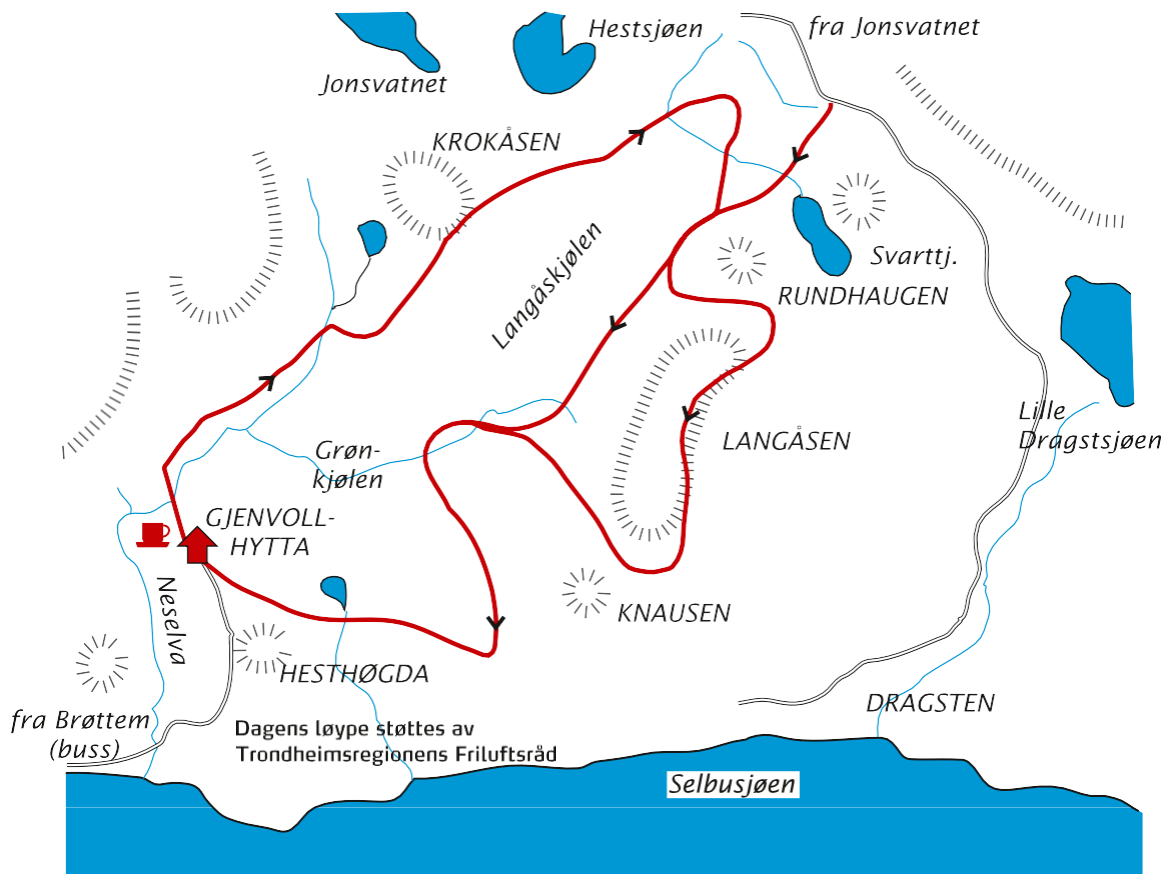 Hestsjøen
fra Jonsvatnet
Jonsvatnet
KROKÅSEN
Langåskjølen
Svarttj.
RUNDHAUGEN
Lille
Dragstsjøen
LANGÅSEN
Grøn-
kjølen
GJENVOLL-
HYTTA
Neselva
KNAUSEN
HESTHØGDA
DRAGSTEN
fra Brøttem
(buss)
Dagens løype støttes av
Trondheimsregionens Friluftsråd
Selbusjøen